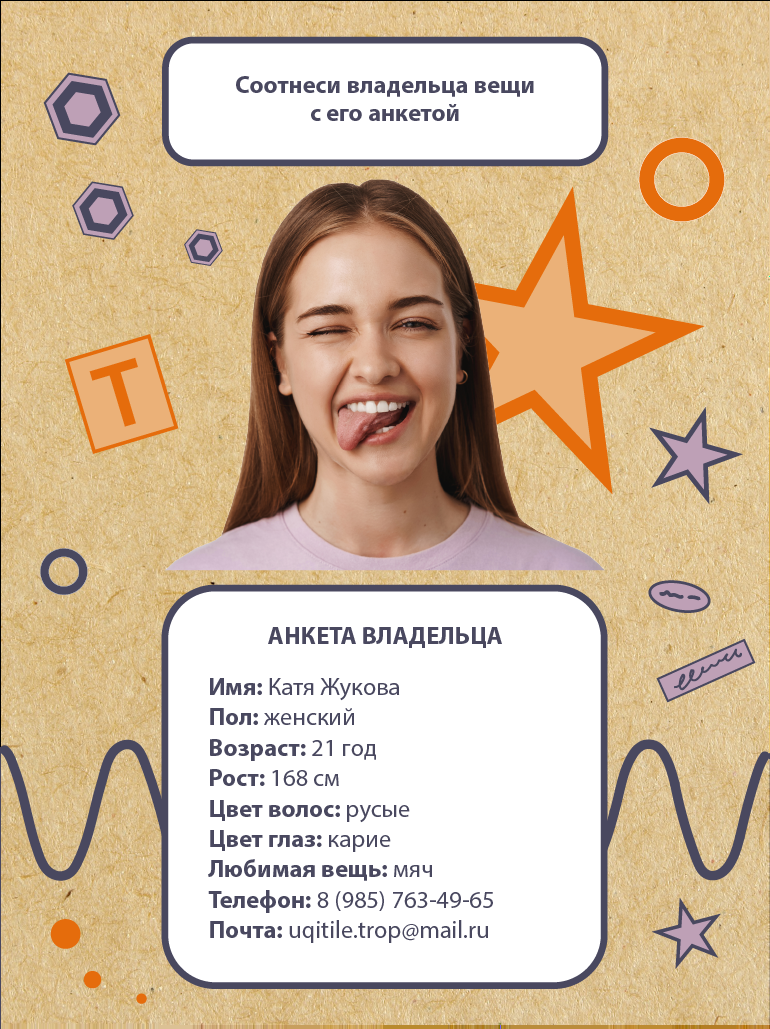 Соотнеси владельца вещи
с его анкетой
Т
АНКЕТА ВЛАДЕЛЬЦА
Имя: Катя Жукова
Пол: женский
Возраст: 21 год
Рост: 168 см
Цвет волос: русые
Цвет глаз: карие
Любимая вещь: мяч
Телефон: 8 (985) 763-49-65
Почта: uqitile.trop@mail.ru